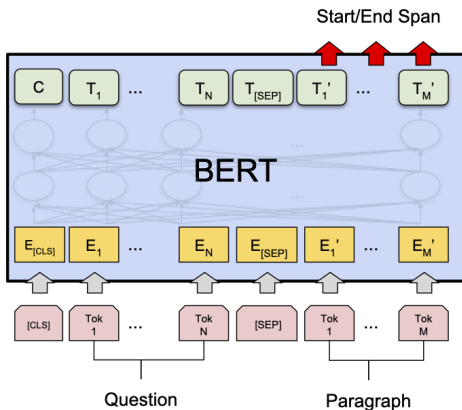 Start/End Span
C T1 ... TN T[SEP] T1' ... TM'
...
BERT
...
E[CLS] E1 ... EN E[SEP] E1' ... EM'
[CLS] Tok 1 ... Tok N [SEP] Tok 1 ... Tok M
Question Paragraph